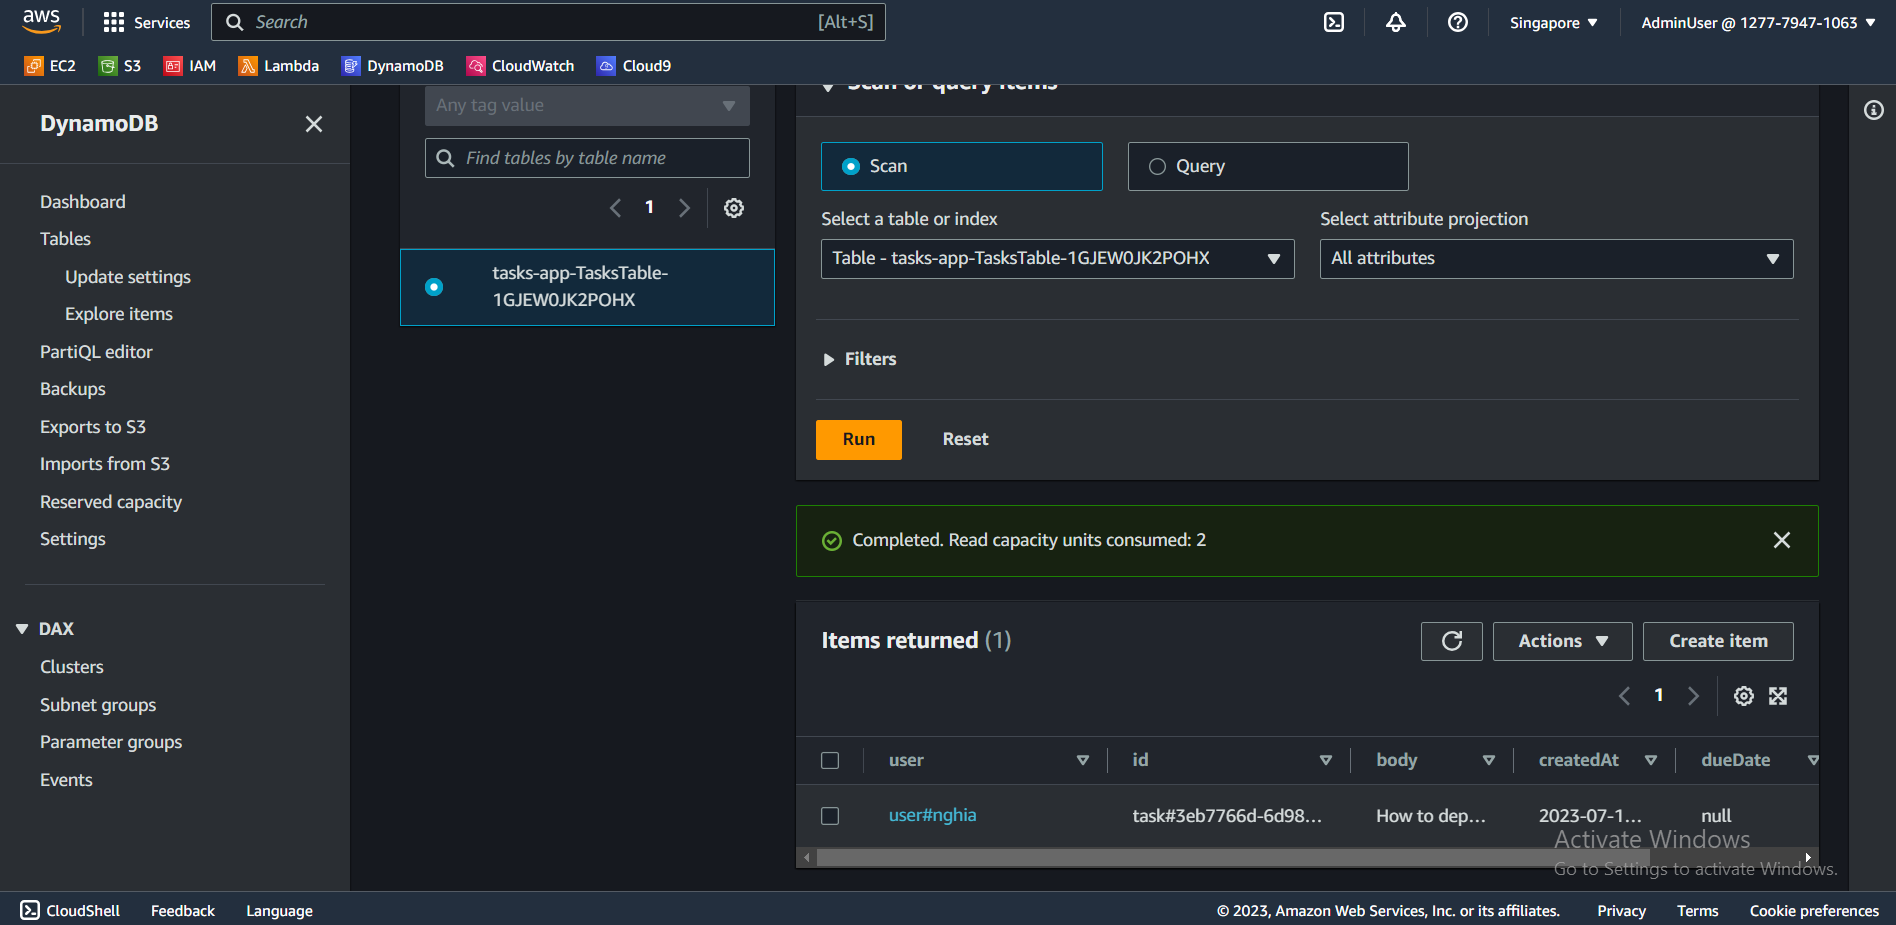 aws
Services
Search
[Alt+S]
Singapore
AdminUser @ 1277-7947-1063
EC2
S3
IAM
Lambda
DynamoDB
CloudWatch
Cloud9
DynamoDB
Dashboard
Tables
Update settings
Explore items
PartiQL editor
Backups
Exports to S3
Imports from S3
Reserved capacity
Settings
DAX
Clusters
Subnet groups
Parameter groups
Events
Any tag value
Find tables by table name
1
tasks-app-TasksTable-
1GJEW0JK2POHX
Scan or query items
Scan
Query
Select a table or index
Select attribute projection
Table - tasks-app-TasksTable-1GJEW0JK2POHX
All attributes
Filters
Run
Reset
Completed. Read capacity units consumed: 2
Items returned (1)
Actions
Create item
1
user
id
body
createdAt
dueDate
user#nghia
task#3eb7766d-6d98...
How to dep...
2023-07-1...
null
Activate Windows
Go to Settings to activate Windows.
CloudShell
Feedback
Language
© 2023, Amazon Web Services, Inc. or its affiliates.
Privacy
Terms
Cookie preferences